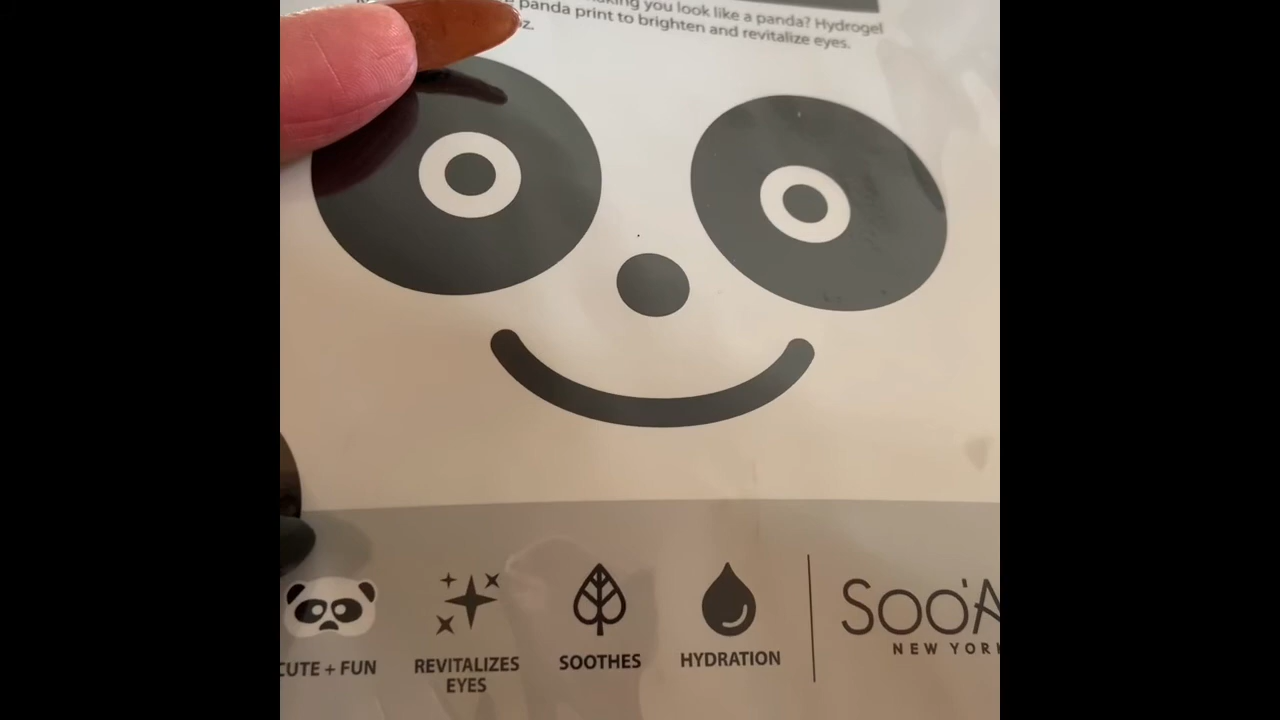 you look like a panda? Hydrogel
panda print to brighten and revitalize eyes.
oz.
CUTE + FUN
REVITALIZES
EYES
SOOTHES
HYDRATION
SOO'A
NEW YORK